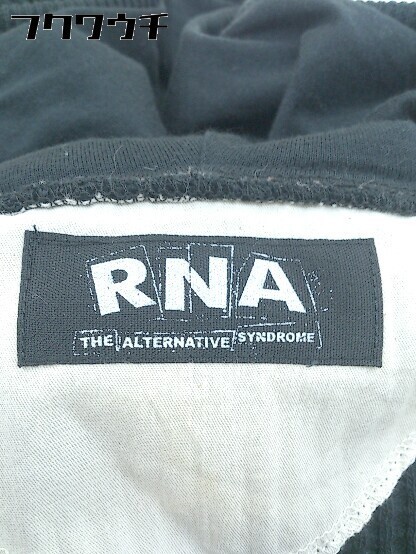 フクワウチ
RNA
THE ALTERNATIVE SYNDROME